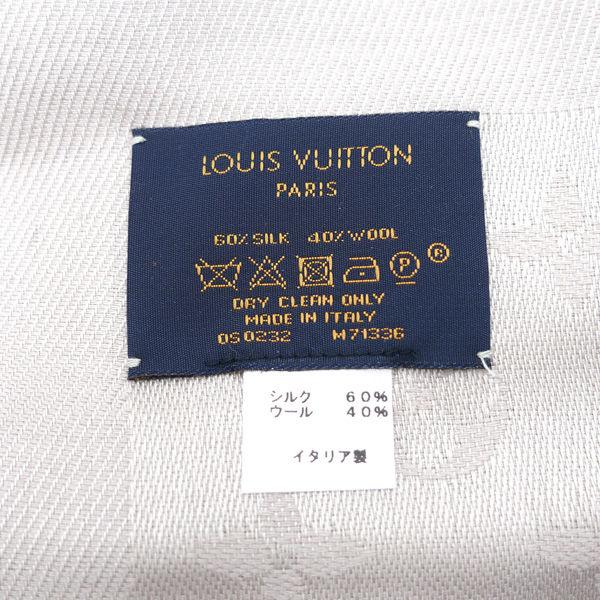 LOUIS VUITTON
PARIS
60% SILK 40% WOOL
P
DRY CLEAN ONLY
MADE IN ITALY
OS0232 M71336
シルク 60%
ウール 40%
イタリア製